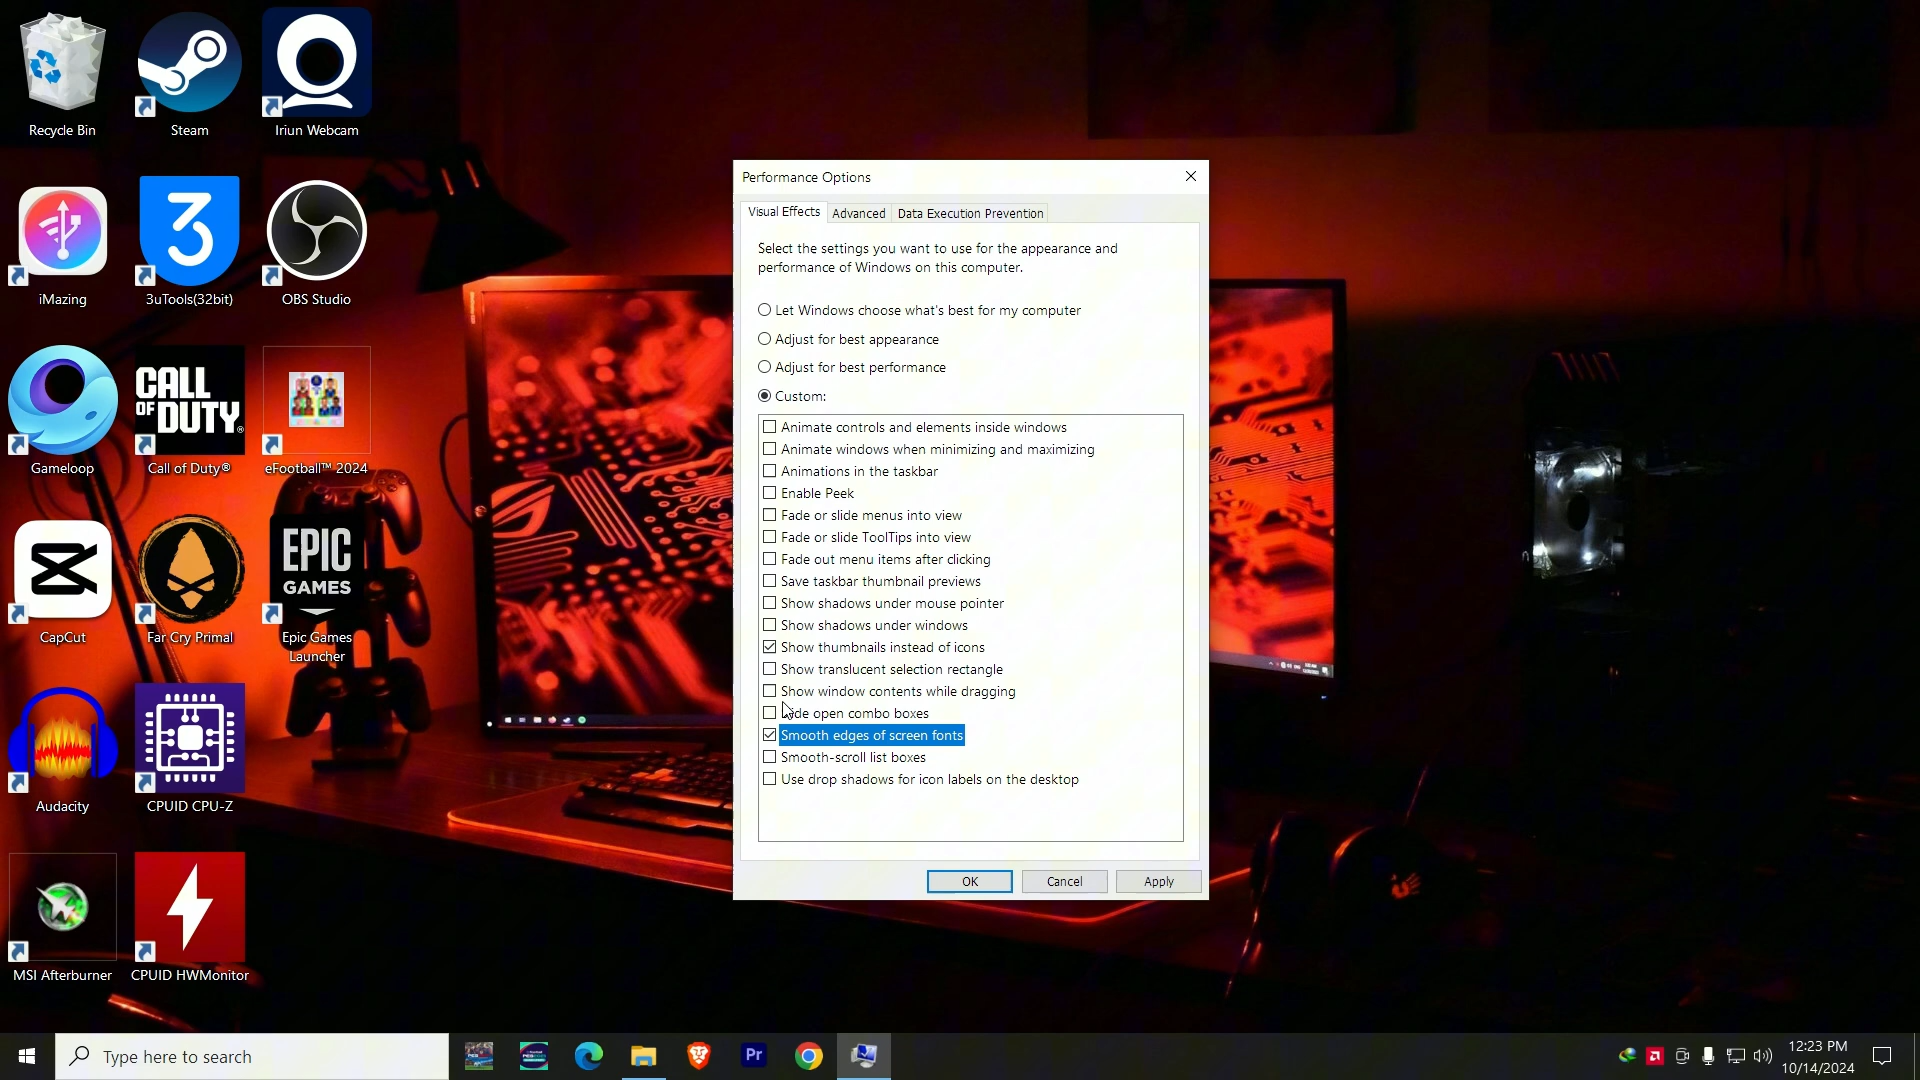 Recycle Bin
Steam
Iriun Webcam
iMazing
3
3uTools(32bit)
OBS Studio
Gameloop
CALL
OF DUTY®
Call of Duty®
eFootball™ 2024
CapCut
Far Cry Primal
EPIC
GAMES
Epic Games
Launcher
Audacity
CPUID CPU-Z
MSI Afterburner
CPUID HWMonitor
Performance Options
Visual Effects
Advanced
Data Execution Prevention
Select the settings you want to use for the appearance and
performance of Windows on this computer.
Let Windows choose what's best for my computer
Adjust for best appearance
Adjust for best performance
Custom:
Animate controls and elements inside windows
Animate windows when minimizing and maximizing
Animations in the taskbar
Enable Peek
Fade or slide menus into view
Fade or slide ToolTips into view
Fade out menu items after clicking
Save taskbar thumbnail previews
Show shadows under mouse pointer
Show shadows under windows
Show thumbnails instead of icons
Show translucent selection rectangle
Show window contents while dragging
open combo boxes
Smooth edges of screen fonts
Smooth-scroll list boxes
Use drop shadows for icon labels on the desktop
OK
Cancel
Apply
Type here to search
Pr
12:23 PM
10/14/2024